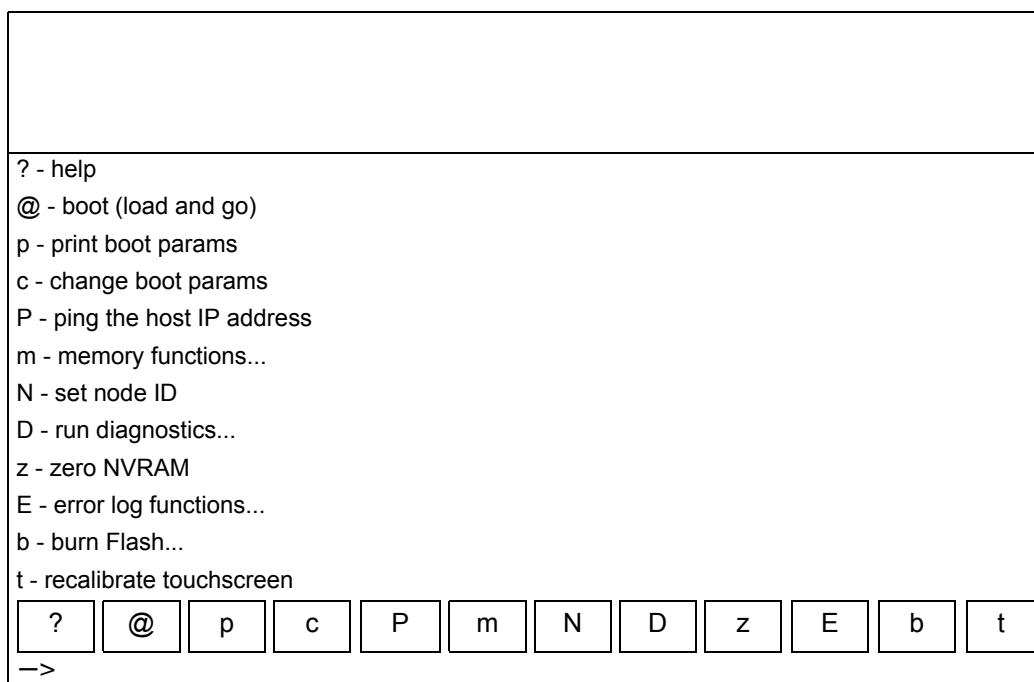 ? - help
@ - boot (load and go)
p - print boot params
c - change boot params
P - ping the host IP address
m - memory functions...
N - set node ID
D - run diagnostics...
z - zero NVRAM
E - error log functions...
b - burn Flash...
t - recalibrate touchscreen
? @ p c P m N D z E b t
—>